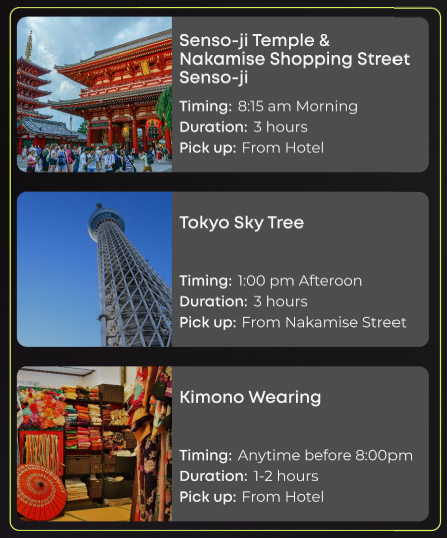 Senso-ji Temple &
Nakamise Shopping Street
Senso-ji
Timing: 8:15 am Morning
Duration: 3 hours
Pick up: From Hotel
Tokyo Sky Tree
Timing: 1:00 pm Afteroon
Duration: 3 hours
Pick up: From Nakamise Street
Kimono Wearing
Timing: Anytime before 8:00pm
Duration: 1-2 hours
Pick up: From Hotel